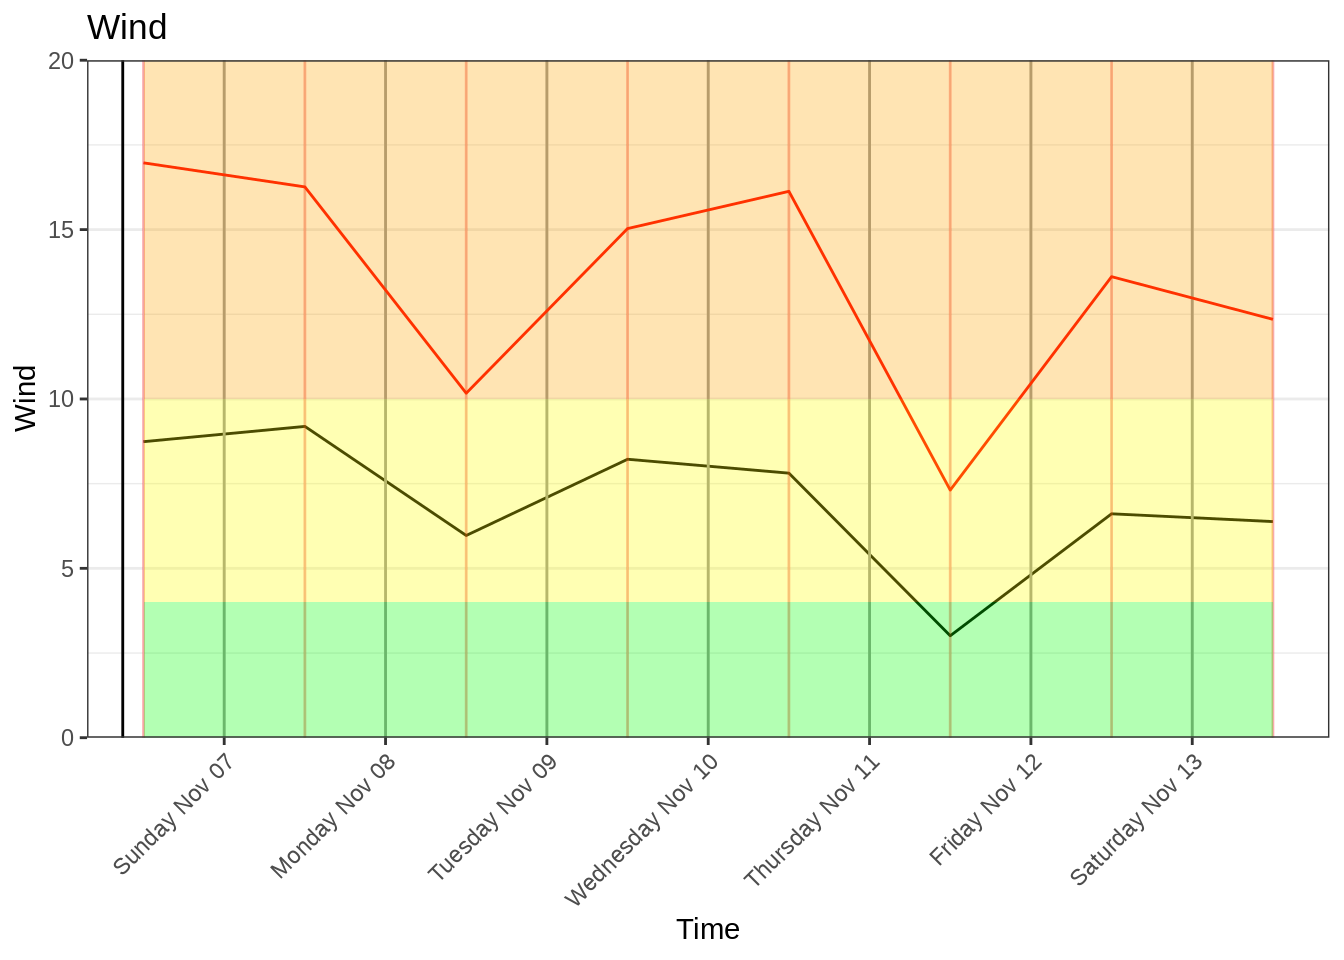 Wind
20
15
10
5
0
Wind
Sunday Nov 07
Monday Nov 08
Tuesday Nov 09
Wednesday Nov 10
Thursday Nov 11
Friday Nov 12
Saturday Nov 13
Time